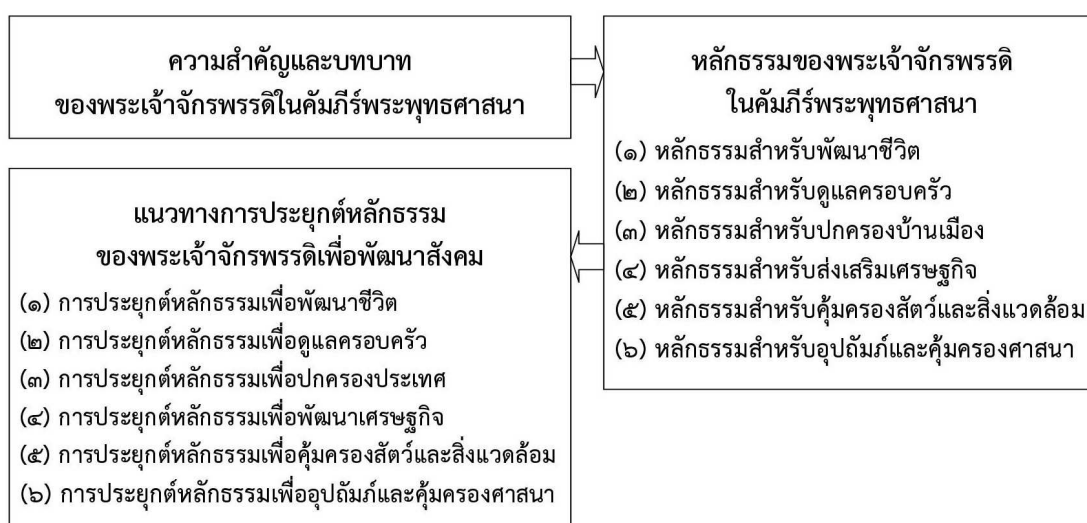 ความสำคัญและบทบาท
ของพระเจ้าจักรพรรดิในคัมภีร์พระพุทธศาสนา
หลักธรรมของพระเจ้าจักรพรรดิ
ในคัมภีร์พระพุทธศาสนา
(๑) หลักธรรมสำหรับพัฒนาชีวิต
(๒) หลักธรรมสำหรับดูแลครอบครัว
(๓) หลักธรรมสำหรับปกครองบ้านเมือง
(๔) หลักธรรมสำหรับส่งเสริมเศรษฐกิจ
(๕) หลักธรรมสำหรับคุ้มครองสัตว์และสิ่งแวดล้อม
(๖) หลักธรรมสำหรับอุปถัมภ์และคุ้มครองศาสนา
แนวทางการประยุกต์หลักธรรม
ของพระเจ้าจักรพรรดิเพื่อพัฒนาสังคม
(๑) การประยุกต์หลักธรรมเพื่อพัฒนาชีวิต
(๒) การประยุกต์หลักธรรมเพื่อดูแลครอบครัว
(๓) การประยุกต์หลักธรรมเพื่อปกครองประเทศ
(๔) การประยุกต์หลักธรรมเพื่อพัฒนาเศรษฐกิจ
(๕) การประยุกต์หลักธรรมเพื่อคุ้มครองสัตว์และสิ่งแวดล้อม
(๖) การประยุกต์หลักธรรมเพื่ออุปถัมภ์และคุ้มครองศาสนา